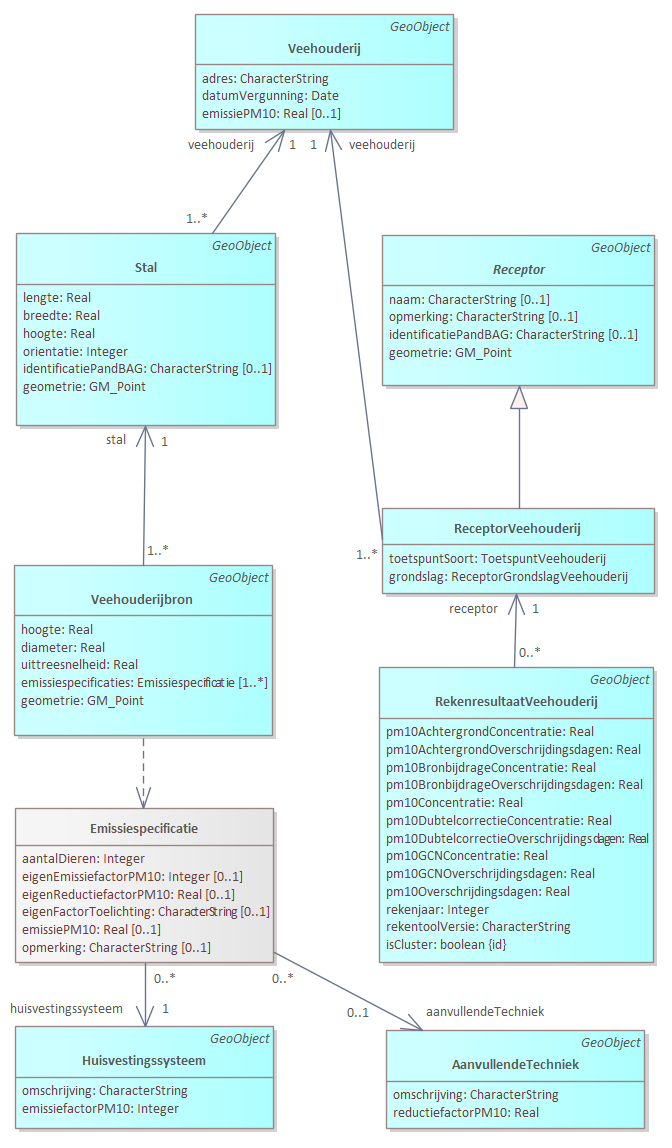 GeoObject
Veehouderij
adres: CharacterString
datumVergunning: Date
emissiePM10: Real [0..1]
veehouderij
1
1
veehouderij
1..*
GeoObject
Stal
lengte: Real
breedte: Real
hoogte: Real
orientatie: Integer
identificatiePandBAG: CharacterString [0..1]
geometrie: GM_Point
GeoObject
Receptor
naam: CharacterString [0..1]
opmerking: CharacterString [0..1]
identificatiePandBAG: CharacterString [0..1]
geometrie: GM_Point
stal
1
1..*
1..*
ReceptorVeehouderij
toetspuntSoort: ToetspuntVeehouderij
grondslag: ReceptorGrondslagVeehouderij
receptor
1
0..*
GeoObject
Veehouderijbron
hoogte: Real
diameter: Real
uittreesnelheid: Real
emissiespecificaties: Emissiespecificatie [1..*]
geometrie: GM_Point
GeoObject
RekenresultaatVeehouderij
pm10AchtergrondConcentratie: Real
pm10AchtergrondOverschrijdingsdagen: Real
pm10BronbijdrageConcentratie: Real
pm10BronbijdrageOverschrijdingsdagen: Real
pm10Concentratie: Real
pm10DubtelcorrectieConcentratie: Real
pm10DubtelcorrectieOverschrijdingsdagen: Real
pm10GCNConcentratie: Real
pm10GCNOverschrijdingsdagen: Real
pm10Overschrijdingsdagen: Real
rekenjaar: Integer
rekentoolVersie: CharacterString
isCluster: boolean {id}
Emissiespecificatie
aantalDieren: Integer
eigenEmissiefactorPM10: Integer [0..1]
eigenReductiefactorPM10: Real [0..1]
eigenFactorToelichting: CharacterString [0..1]
emissiePM10: Real [0..1]
opmerking: CharacterString [0..1]
0..*
0..*
huisvestingssysteem
1
0..1
aanvullendeTechniek
GeoObject
Huisvestingssysteem
omschrijving: CharacterString
emissiefactorPM10: Integer
GeoObject
AanvullendeTechniek
omschrijving: CharacterString
reductiefactorPM10: Real